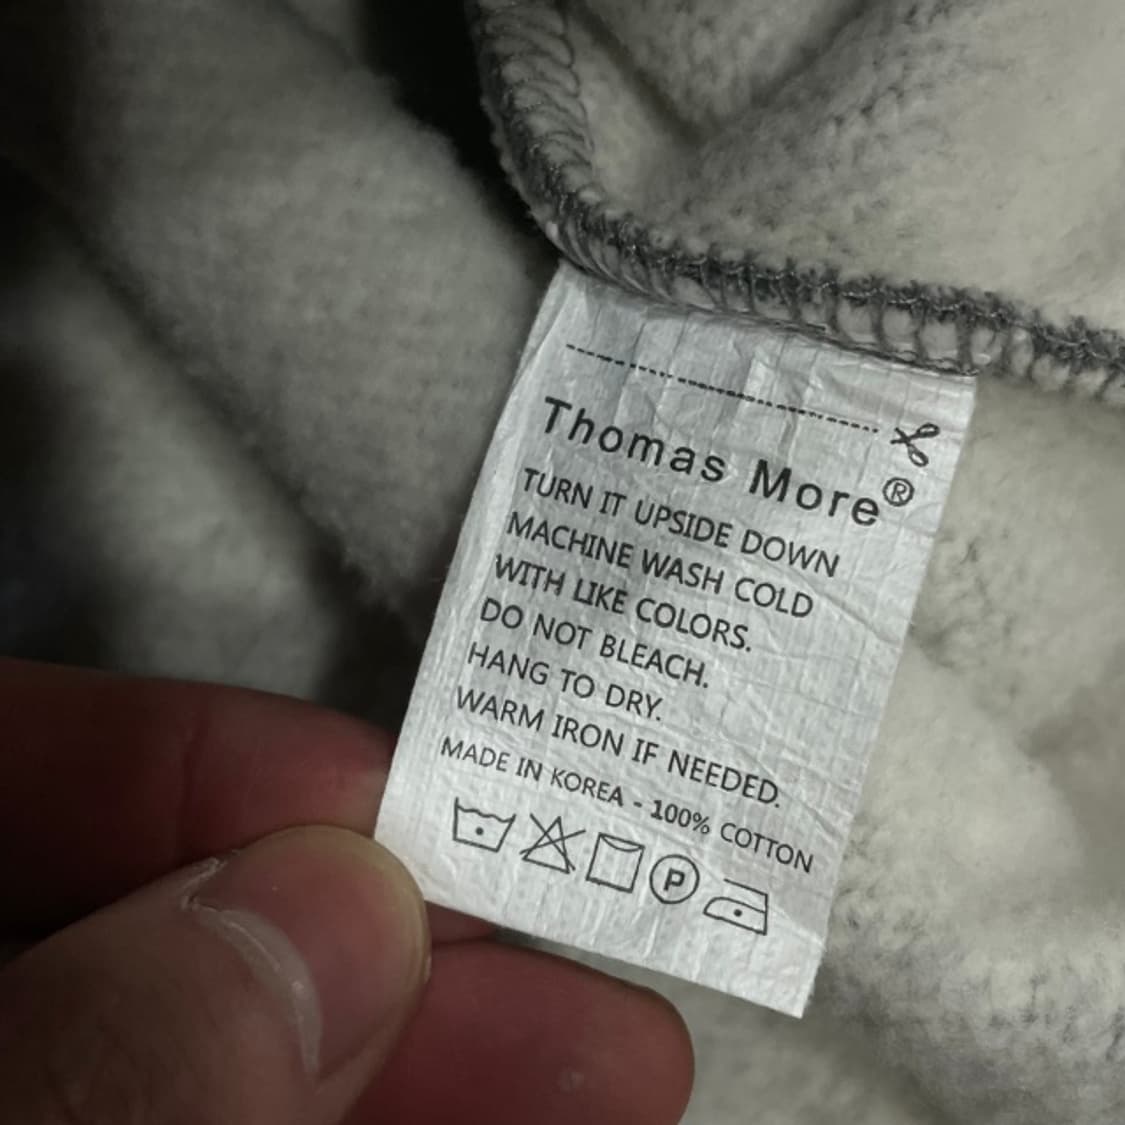 Thomas More®
TURN IT UPSIDE DOWN
MACHINE WASH COLD
WITH LIKE COLORS.
DO NOT BLEACH.
HANG TO DRY.
WARM IRON IF NEEDED.
MADE IN KOREA - 100% COTTON
P